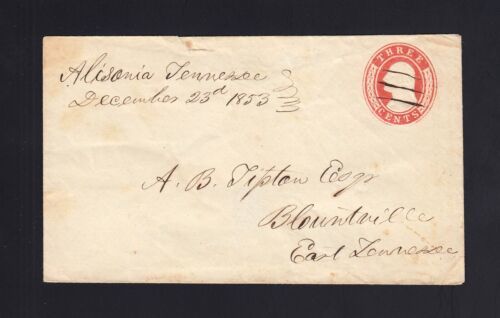 Alisonia Tennessee
December 23d 1853
THREE
CENTS
A. B. Tipton Esqr
Blountville
East Tennessee